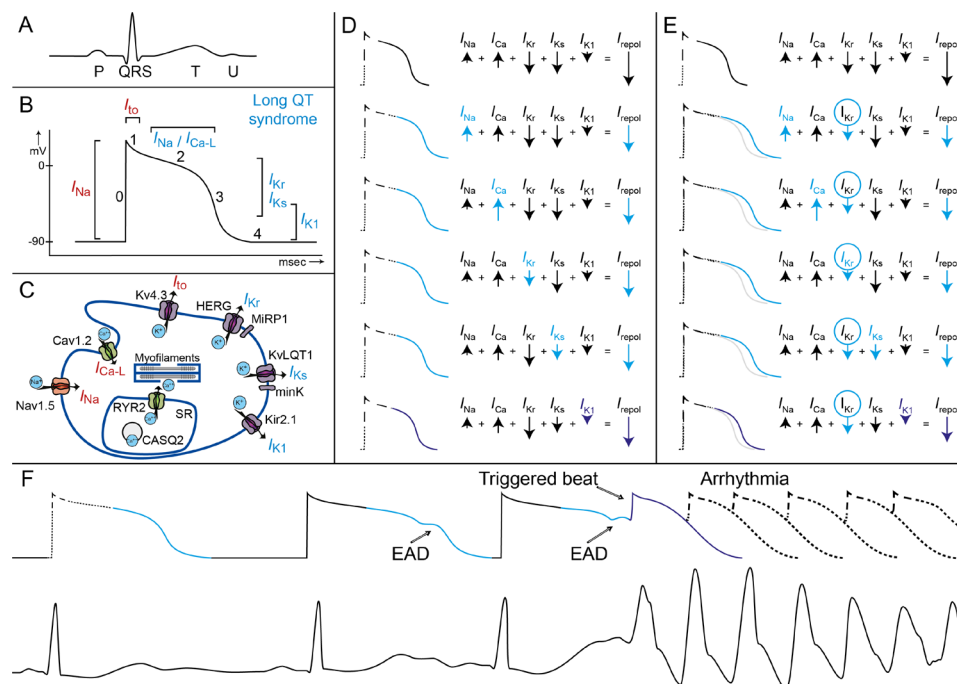 A
P QRS T U
B
Long QT
syndrome
Ito
INa / ICa-L
mV
0
-90
INa
0
1
2
3
4
IKr
IKs
IK1
msec
C
Ito
Kv4.3
HERG
IKr
MiRP1
K+
K+
Cav1.2
Ca2+
ICa-L
Myofilaments
Ca2+
KvLQT1
K+
IKs
minK
Na+
Nav1.5
INa
RYR2
SR
Ca2+
CASQ2
K+
Kir2.1
IK1
D
INa ICa IKr IKs IK1 Irepol
+ + + + =
INa ICa IKr IKs IK1 Irepol
+ + + + =
INa ICa IKr IKs IK1 Irepol
+ + + + =
INa ICa IKr IKs IK1 Irepol
+ + + + =
INa ICa IKr IKs IK1 Irepol
+ + + + =
INa ICa IKr IKs IK1 Irepol
+ + + + =
E
INa ICa IKr IKs IK1 Irepol
+ + + + =
INa ICa IKr IKs IK1 Irepol
+ + + + =
INa ICa IKr IKs IK1 Irepol
+ + + + =
INa ICa IKr IKs IK1 Irepol
+ + + + =
INa ICa IKr IKs IK1 Irepol
+ + + + =
INa ICa IKr IKs IK1 Irepol
+ + + + =
F
Triggered beat
Arrhythmia
EAD
EAD